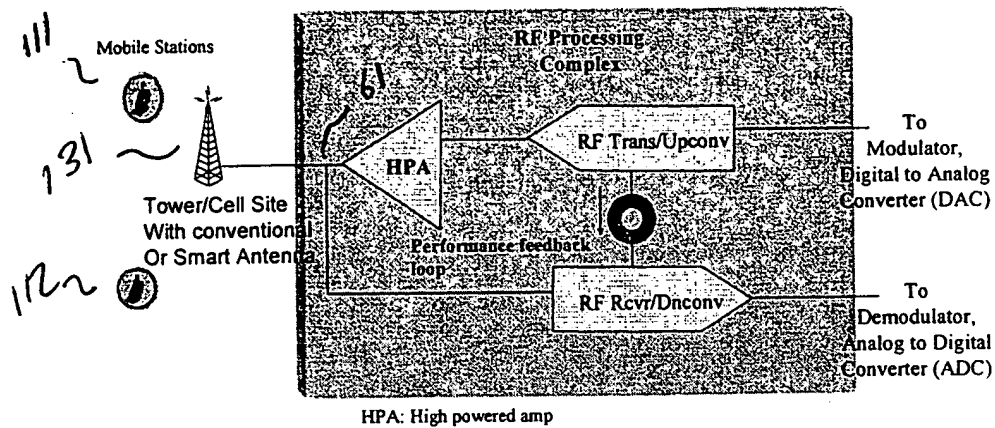 111
Mobile Stations
131
Tower/Cell Site
With conventional
Or Smart Antenna
112
RF Processing
Complex
61
HPA
RF Trans/Upconv
Performance feedback
loop
RF Rcvr/Dnconv
To
Modulator,
Digital to Analog
Converter (DAC)
To
Demodulator,
Analog to Digital
Converter (ADC)
HPA: High powered amp